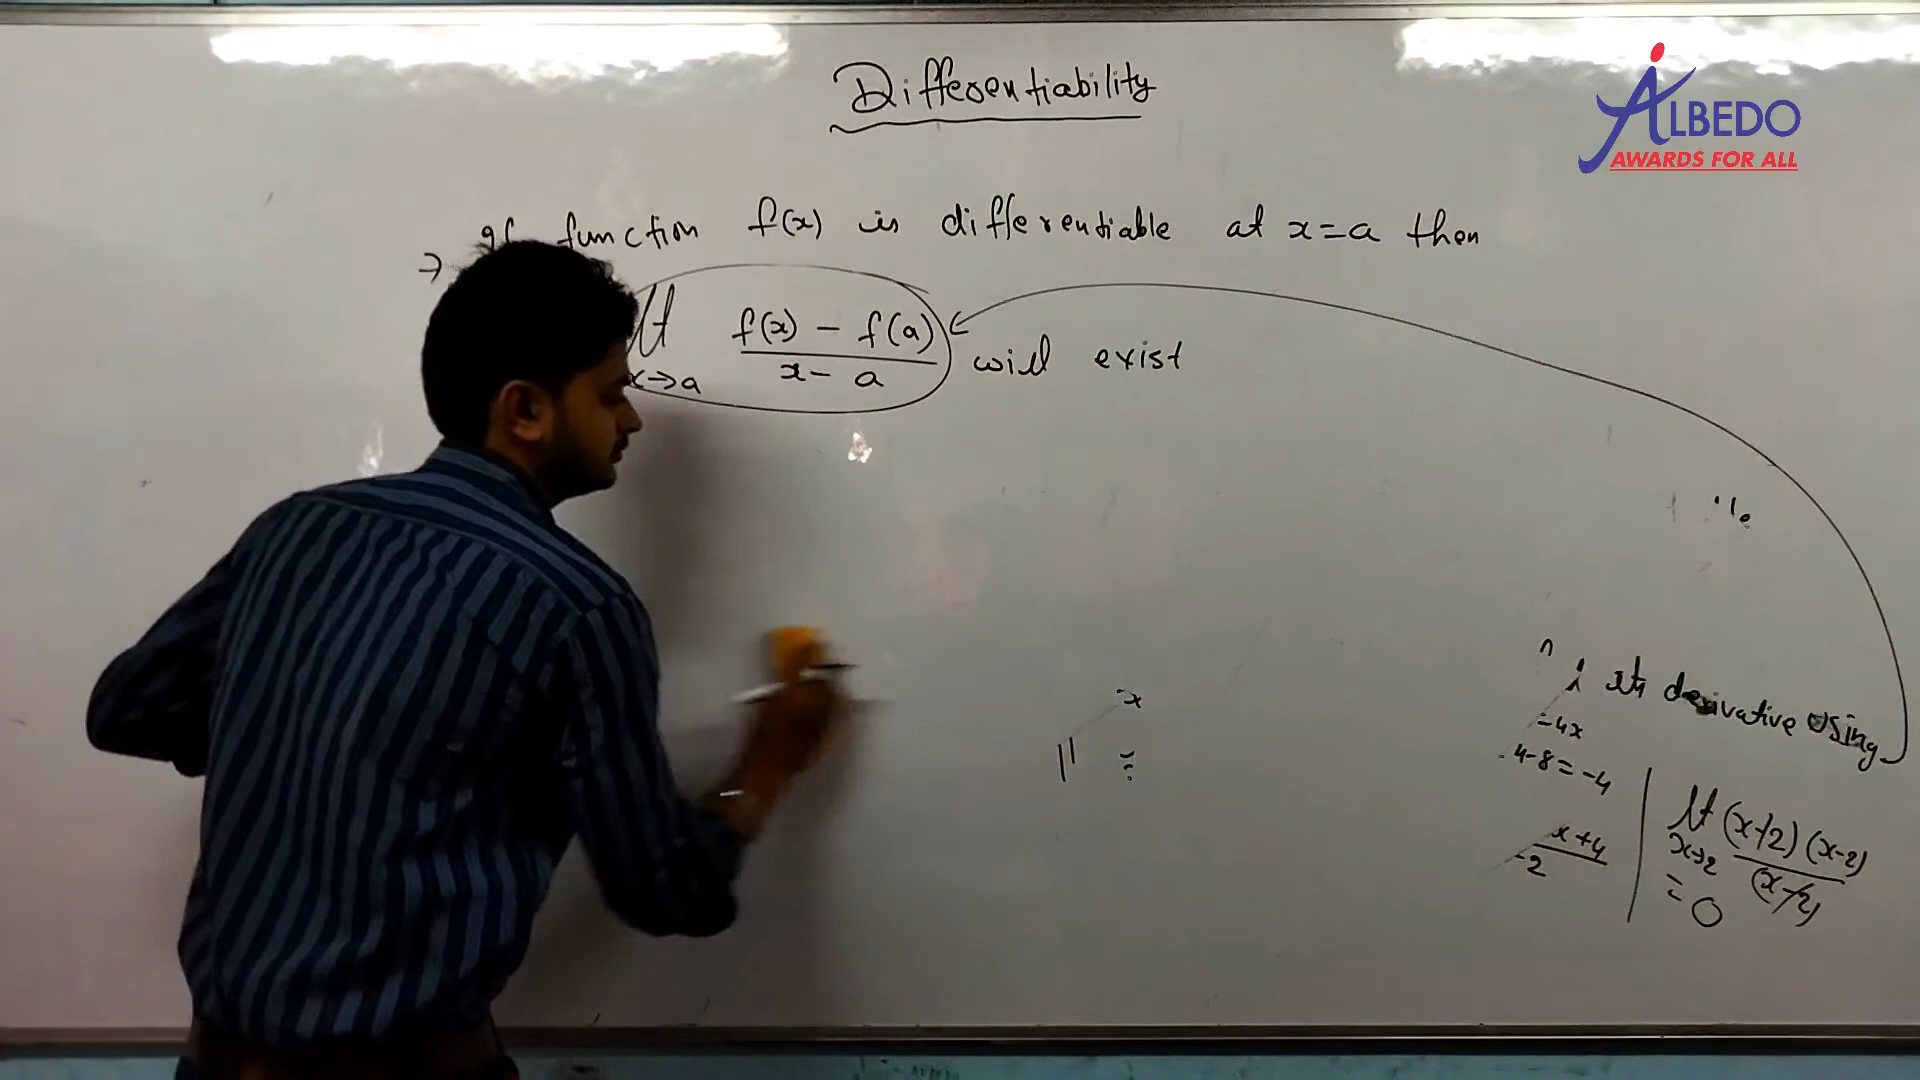 Differentiability
ALBEDO
AWARDS FOR ALL
→ If function f(x) is differentiable at x=a then
lt f(x) - f(a) will exist
x→a x - a
its derivative using
-4x
4-8=-4
x+4
-2
lt (x-2)(x-2)
x→2 (x-2)
= 0
x